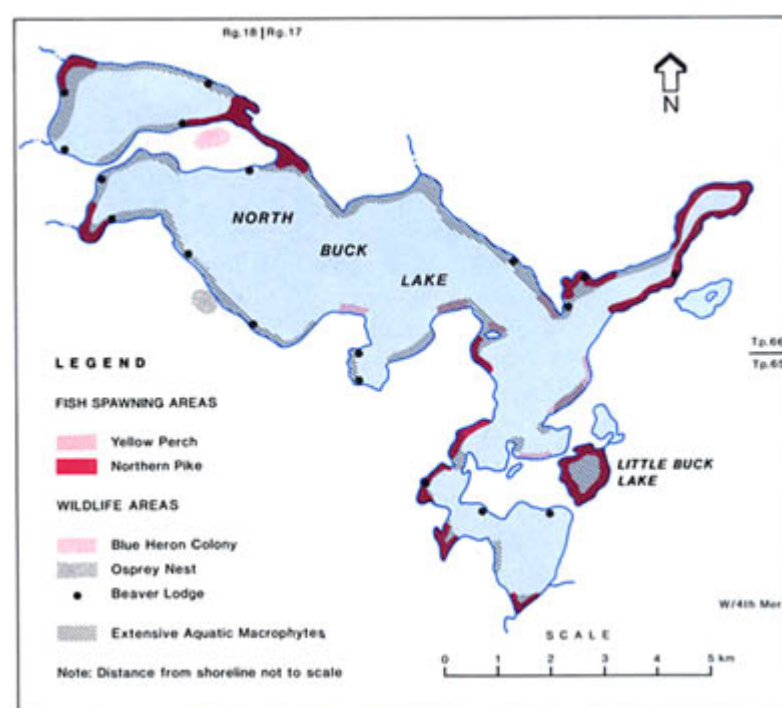 Rg.18 | Rg.17
N
NORTH
BUCK
LAKE
Tp.66
Tp.65
LEGEND
FISH SPAWNING AREAS
Yellow Perch
Northern Pike
LITTLE BUCK
LAKE
WILDLIFE AREAS
Blue Heron Colony
Osprey Nest
Beaver Lodge
W/4th Mer
Extensive Aquatic Macrophytes
SCALE
Note: Distance from shoreline not to scale
0 1 2 3 4 5 km